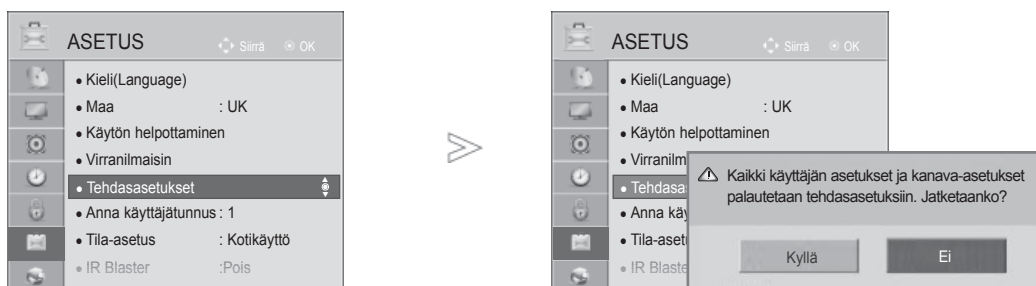 ASETUS
Siirrä OK
• Kieli(Language)
• Maa : UK
• Käytön helpottaminen
• Virranilmaisin
• Tehdasasetukset
• Anna käyttäjätunnus : 1
• Tila-asetus : Kotikäyttö
• IR Blaster :Pois
ASETUS
Siirrä OK
• Kieli(Language)
• Maa : UK
• Käytön helpottaminen
• Virranilm
• Tehdasa
• Anna käy
• Tila-aset
• IR Blaste
Kaikki käyttäjän asetukset ja kanava-asetukset
palautetaan tehdasasetuksiin. Jatketaanko?
Kyllä
Ei